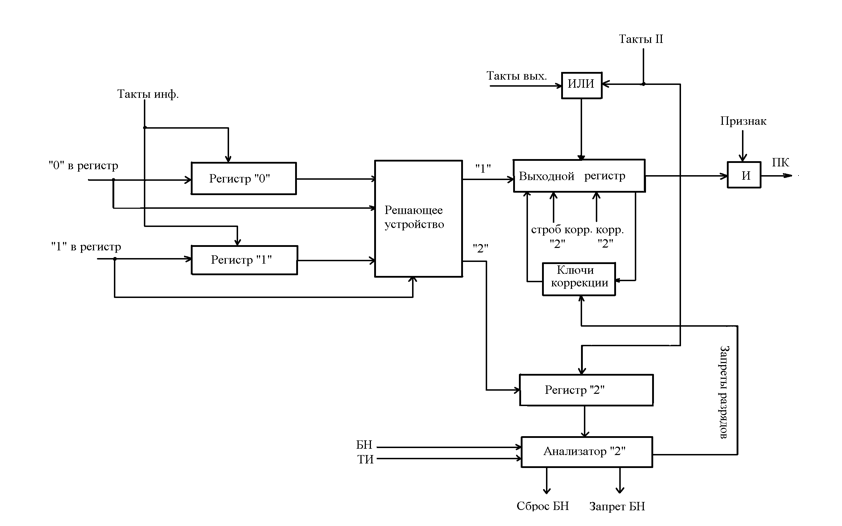 Такты II
Такты вых.
ИЛИ
Такты инф.
Признак
"0" в регистр
Регистр "0"
"1"
Выходной регистр
И
ПК
Решающее
устройство
строб корр. корр.
"2" "2"
"1" в регистр
Регистр "1"
"2"
Ключи
коррекции
Запреты разрядов
Регистр "2"
БН
ТИ
Анализатор "2"
Сброс БН
Запрет БН